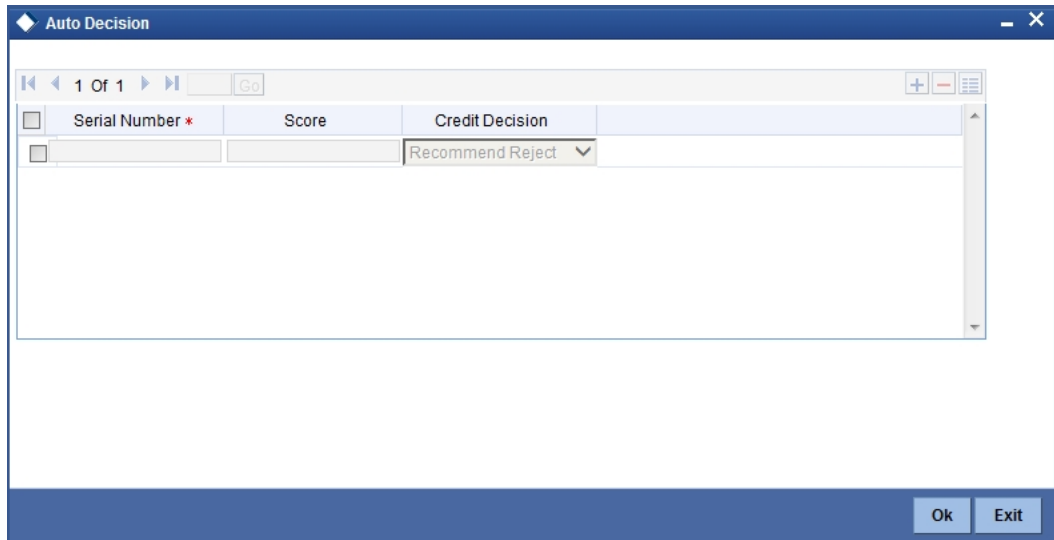 Auto Decision
1 Of 1 Go
Serial Number * Score Credit Decision
Recommend Reject
Ok Exit